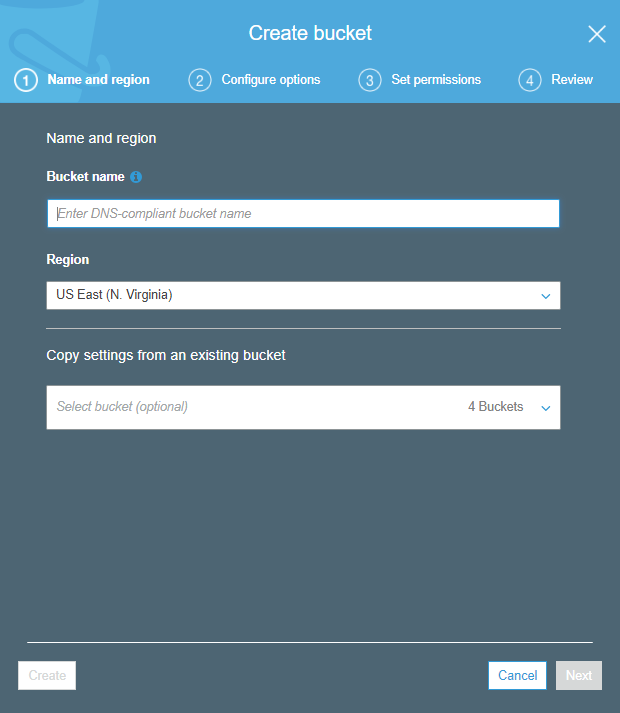 Create bucket
1 Name and region 2 Configure options 3 Set permissions 4 Review
Name and region
Bucket name
Enter DNS-compliant bucket name
Region
US East (N. Virginia)
Copy settings from an existing bucket
Select bucket (optional) 4 Buckets
Create Cancel Next